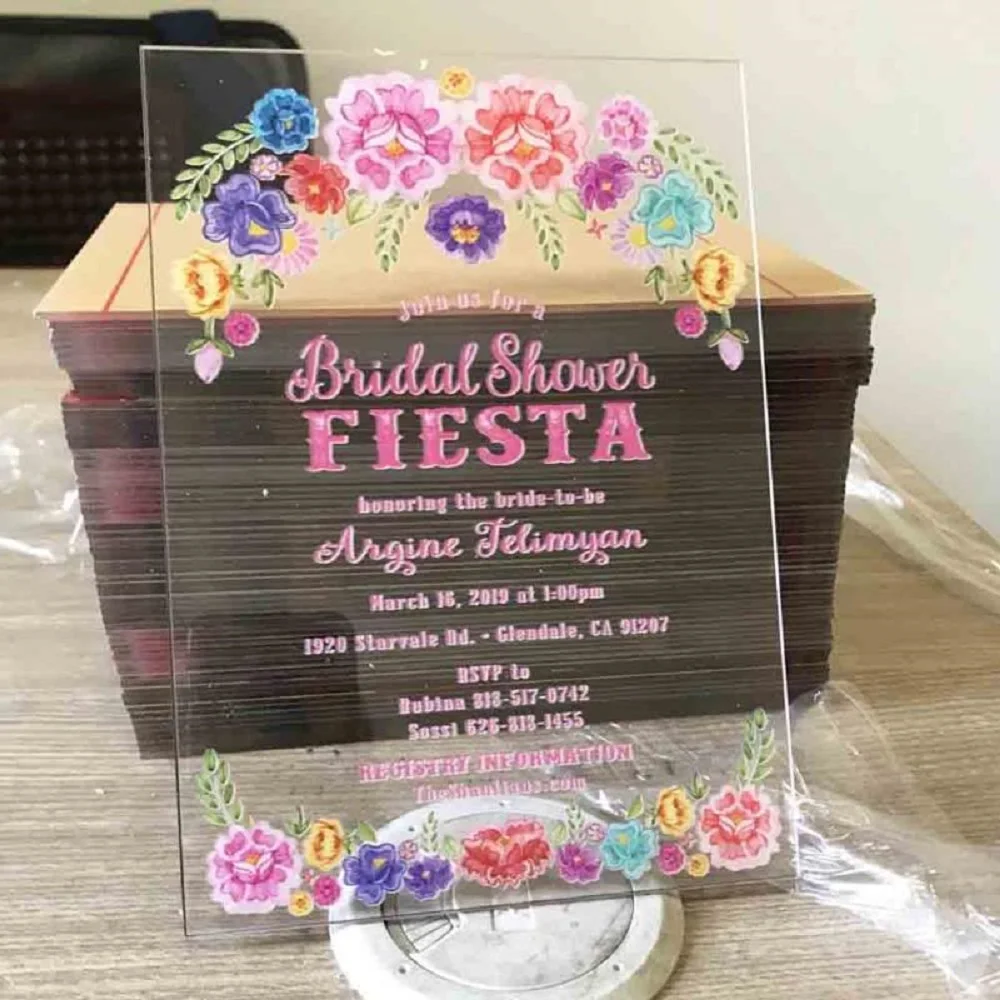 Join us for a
Bridal Shower
FIESTA
honoring the bride-to-be
Argine Telimyan
March 16, 2019 at 1:00pm
1920 Starvale Rd. • Glendale, CA 91207
RSVP to
Rubina 818-517-0742
Sossi 626-818-1455
REGISTRY INFORMATION